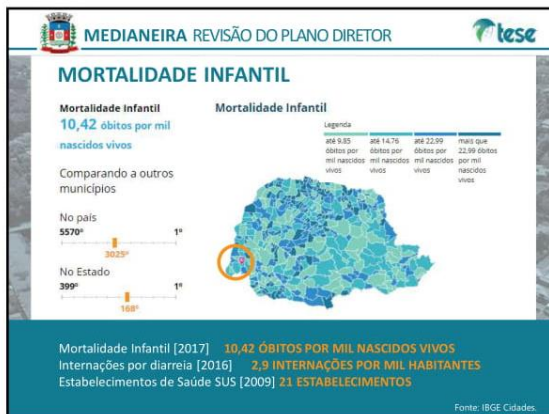 MEDIANEIRA REVISÃO DO PLANO DIRETOR
tese
MORTALIDADE INFANTIL
Mortalidade Infantil
10,42 óbitos por mil
nascidos vivos
Comparando a outros
municípios
No país
5570º 1º
3025º
No Estado
399º 1º
168º
Mortalidade Infantil
Legenda
até 9,85
óbitos por
mil nascidos
vivos
até 14,76
óbitos por
mil nascidos
vivos
até 22,99
óbitos por
mil nascidos
vivos
mais que
22,99 óbitos
por mil
nascidos
vivos
Mortalidade Infantil [2017] 10,42 ÓBITOS POR MIL NASCIDOS VIVOS
Internações por diarreia [2016] 2,9 INTERNAÇÕES POR MIL HABITANTES
Estabelecimentos de Saúde SUS [2009] 21 ESTABELECIMENTOS
Fonte: IBGE Cidades.